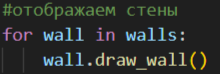 #отображаем стены
for wall in walls:
    wall.draw_wall()